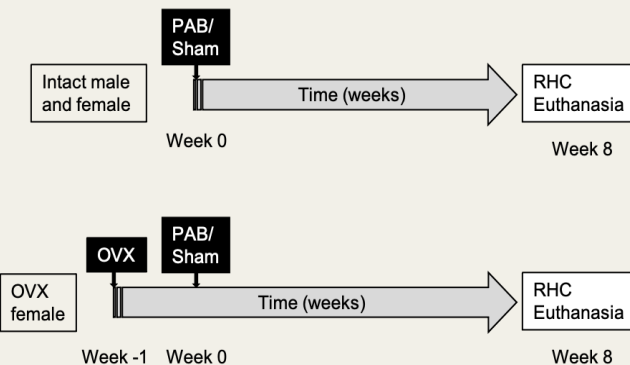 PAB/
Sham
Intact male
and female
Time (weeks)
RHC
Euthanasia
Week 0
Week 8
OVX
PAB/
Sham
OVX
female
Time (weeks)
RHC
Euthanasia
Week -1
Week 0
Week 8